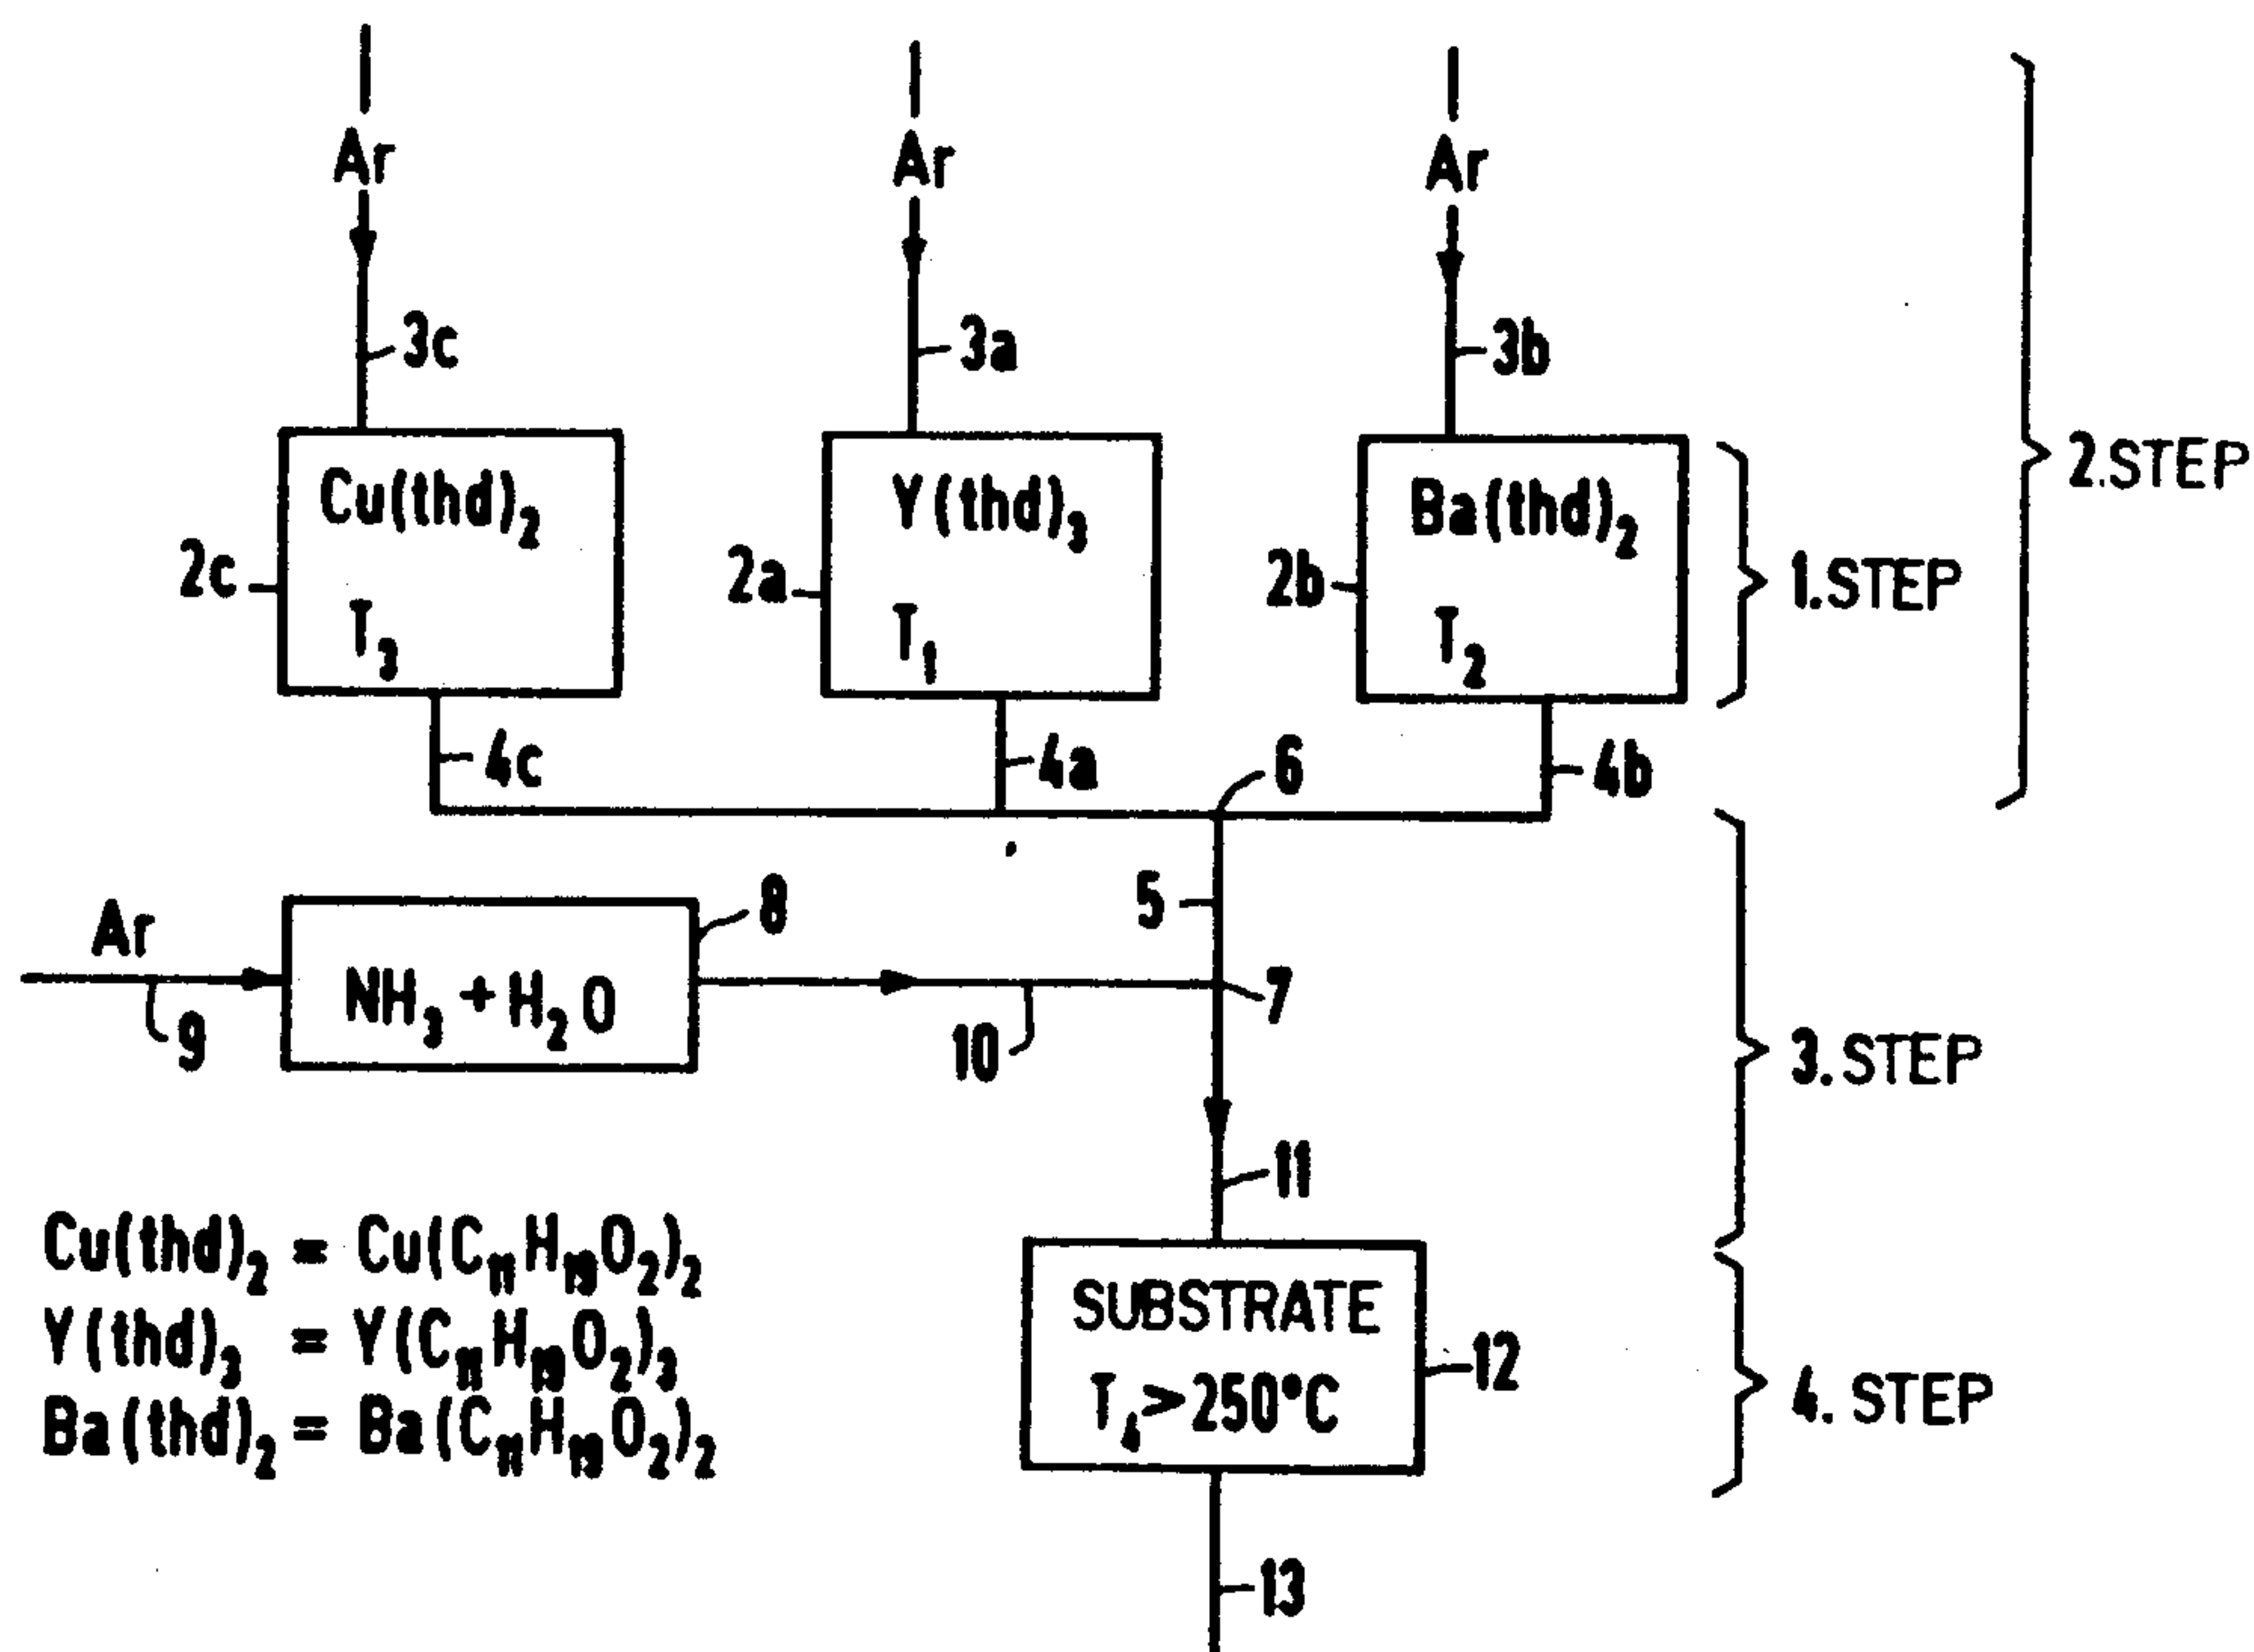 Ar
Ar
Ar
3c
3a
3b
2.STEP
Cu(thd)₂
Y(thd)₃
Ba(thd)₂
2c
2a
2b
1.STEP
T₃
T₁
T₂
4c
4a
6
4b
Ar
8
5
NH₃ + H₂O
7
9
10
3.STEP
11
Cu(thd)₂ = Cu(C₁₁H₁₉O₂)₂
Y(thd)₃ = Y(C₁₁H₁₉O₂)₃
Ba(thd)₂ = Ba(C₁₁H₁₉O₂)₂
SUBSTRATE
T₄>250°C
12
4. STEP
13